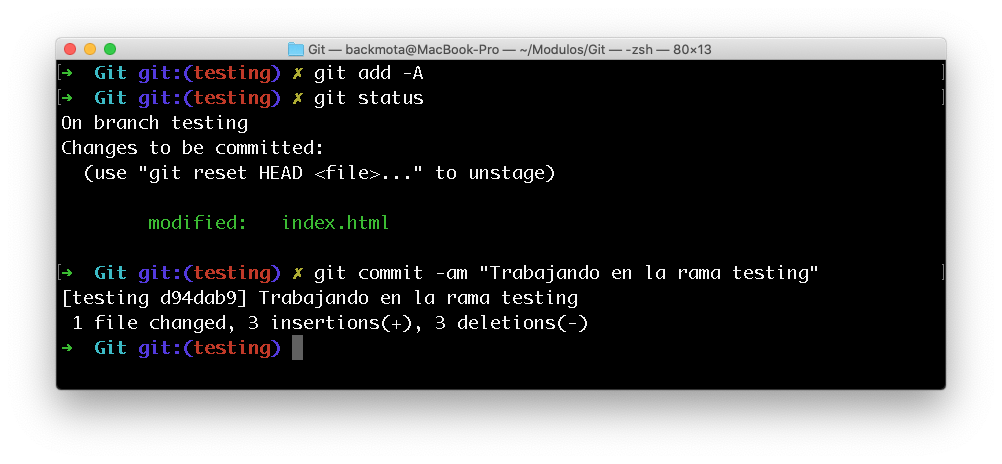 Git — backmota@MacBook-Pro — ~/Modulos/Git — -zsh — 80×13
[➜  Git git:(testing) ✗ git add -A ]
[➜  Git git:(testing) ✗ git status ]
On branch testing
Changes to be committed:
  (use "git reset HEAD <file>..." to unstage)
        modified:   index.html
[➜  Git git:(testing) ✗ git commit -am "Trabajando en la rama testing" ]
[testing d94dab9] Trabajando en la rama testing
 1 file changed, 3 insertions(+), 3 deletions(-)
➜  Git git:(testing)